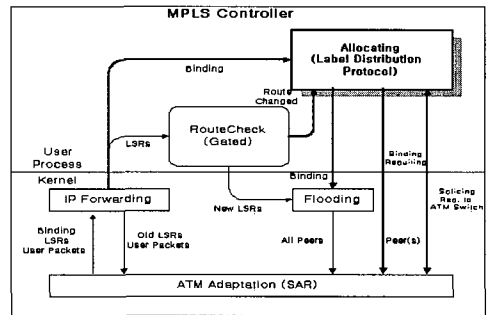 MPLS Controller
Allocating
(Label Distribution
Protocol)
Binding
Route
Changed
RouteCheck
(Gated)
LSRs
User
Process
Kernel
Binding
Binding
Requiring
IP Forwarding
New LSRs
Flooding
Splicing
Req. to
ATM Switch
Binding
LSRs
User Packets
Old LSRs
User Packets
All Peers
Peer(s)
ATM Adaptation (SAR)